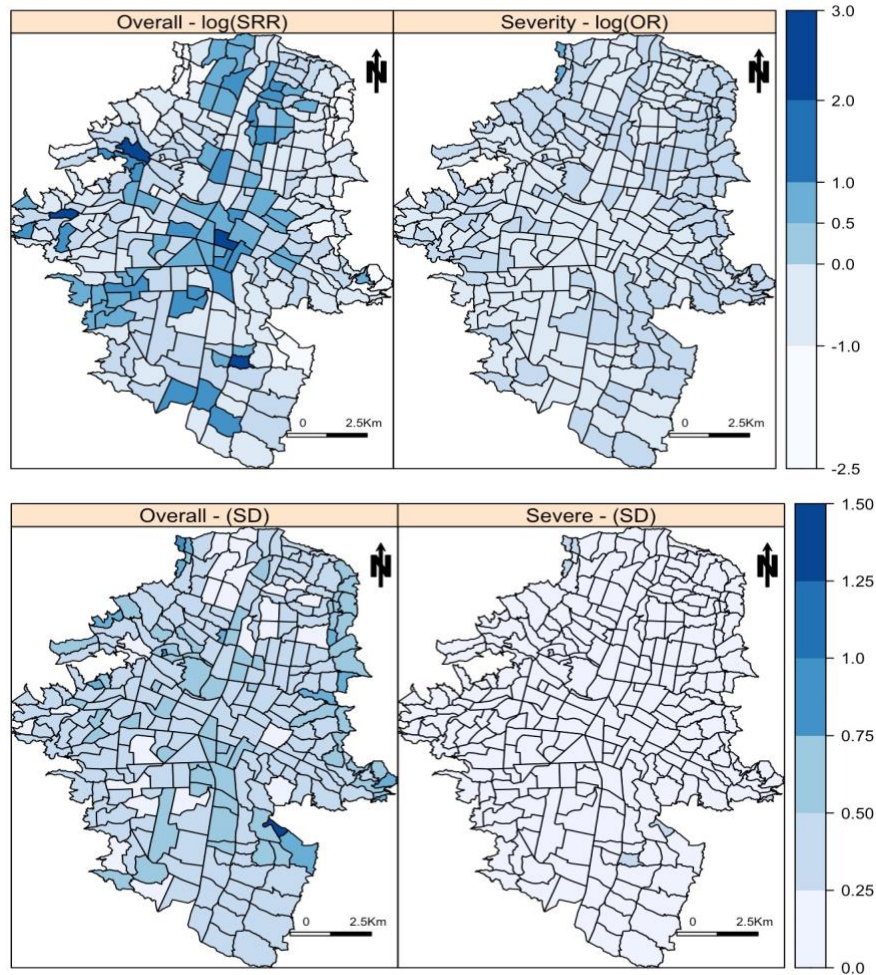 Overall - log(SRR)
Severity - log(OR)
N
N
0 2.5Km
0 2.5Km
3.0
2.0
1.0
0.5
0.0
-1.0
-2.5
Overall - (SD)
Severe - (SD)
N
N
0 2.5Km
0 2.5Km
1.50
1.25
1.0
0.75
0.50
0.25
0.0